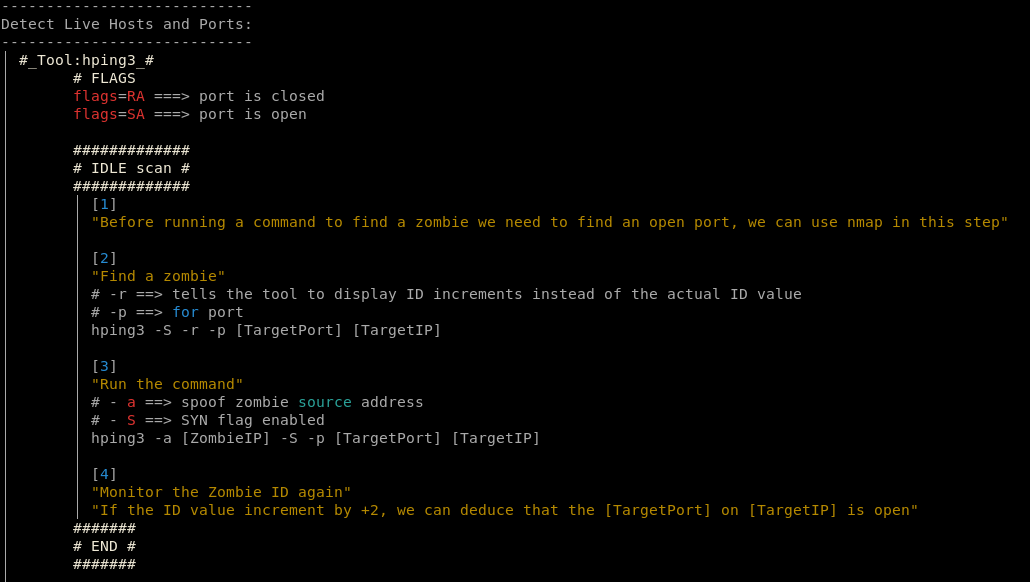 ----------------------------
Detect Live Hosts and Ports:
----------------------------
#_Tool:hping3_#
# FLAGS
flags=RA ===> port is closed
flags=SA ===> port is open
#############
# IDLE scan #
#############
[1]
"Before running a command to find a zombie we need to find an open port, we can use nmap in this step"
[2]
"Find a zombie"
# -r ==> tells the tool to display ID increments instead of the actual ID value
# -p ==> for port
hping3 -S -r -p [TargetPort] [TargetIP]
[3]
"Run the command"
# - a ==> spoof zombie source address
# - S ==> SYN flag enabled
hping3 -a [ZombieIP] -S -p [TargetPort] [TargetIP]
[4]
"Monitor the Zombie ID again"
"If the ID value increment by +2, we can deduce that the [TargetPort] on [TargetIP] is open"
#######
# END #
#######